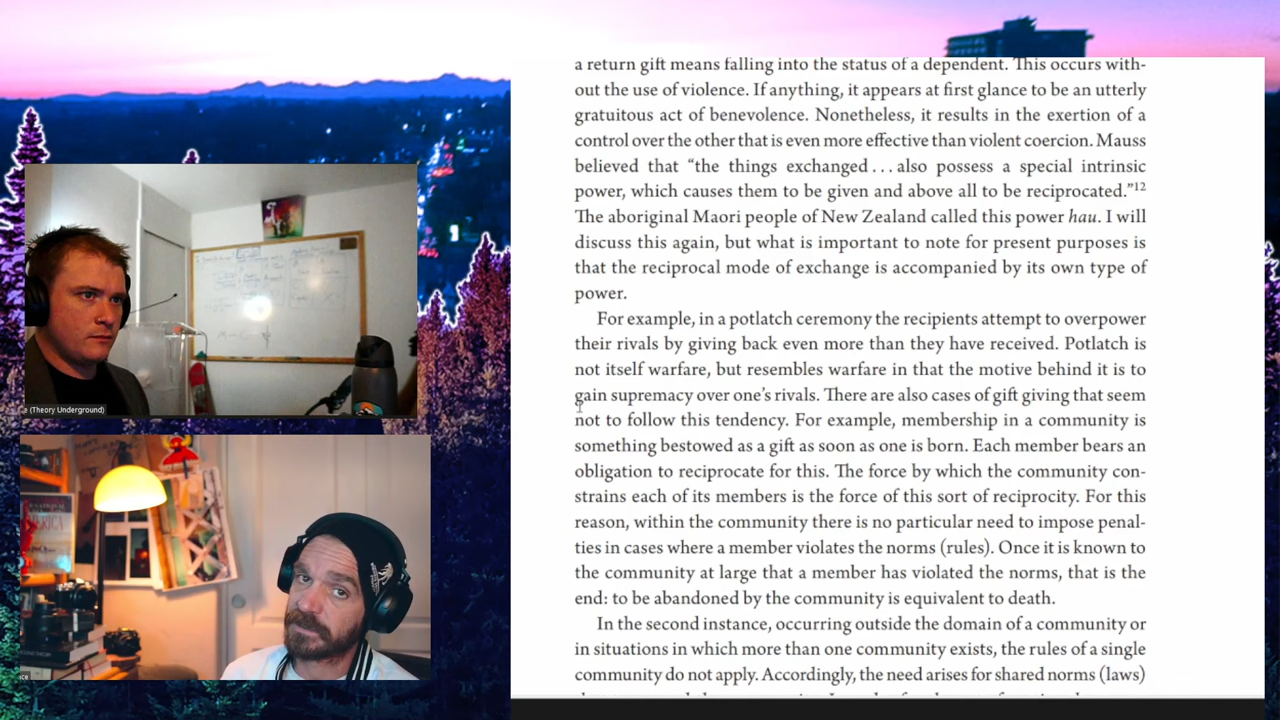 a return gift means falling into the status of a dependent. This occurs with-
out the use of violence. If anything, it appears at first glance to be an utterly
gratuitous act of benevolence. Nonetheless, it results in the exertion of a
control over the other that is even more effective than violent coercion. Mauss
believed that “the things exchanged . . . also possess a special intrinsic
power, which causes them to be given and above all to be reciprocated.”12
The aboriginal Maori people of New Zealand called this power hau. I will
discuss this again, but what is important to note for present purposes is
that the reciprocal mode of exchange is accompanied by its own type of
power.
For example, in a potlatch ceremony the recipients attempt to overpower
their rivals by giving back even more than they have received. Potlatch is
not itself warfare, but resembles warfare in that the motive behind it is to
gain supremacy over one’s rivals. There are also cases of gift giving that seem
not to follow this tendency. For example, membership in a community is
something bestowed as a gift as soon as one is born. Each member bears an
obligation to reciprocate for this. The force by which the community con-
strains each of its members is the force of this sort of reciprocity. For this
reason, within the community there is no particular need to impose penal-
ties in cases where a member violates the norms (rules). Once it is known to
the community at large that a member has violated the norms, that is the
end: to be abandoned by the community is equivalent to death.
In the second instance, occurring outside the domain of a community or
in situations in which more than one community exists, the rules of a single
community do not apply. Accordingly, the need arises for shared norms (laws)
(Theory Underground)